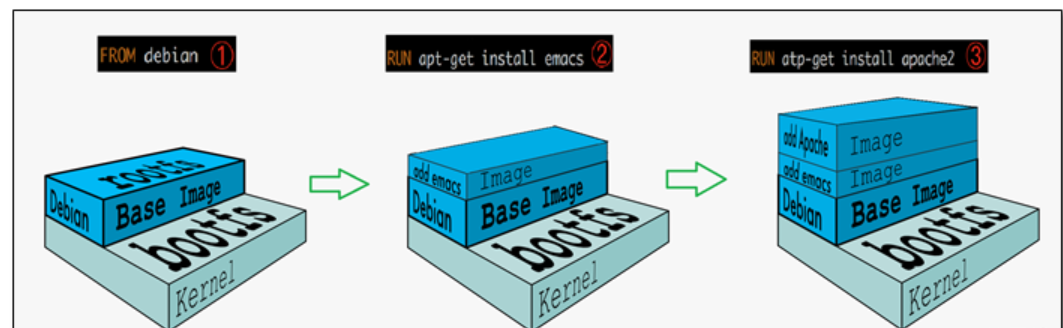 FROM debian ①
RUN apt-get install emacs ②
RUN atp-get install apache2 ③
rootfs
Debian
Base Image
bootfs
Kernel
add emacs
Image
Debian
Base Image
bootfs
Kernel
add Apache
Image
add emacs
Image
Debian
Base Image
bootfs
Kernel